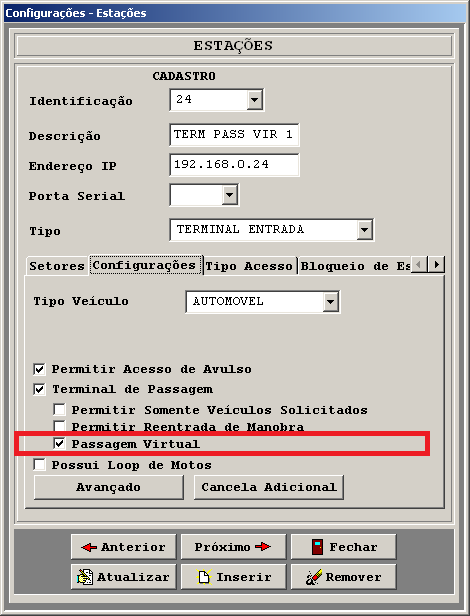 Configurações - Estações
ESTAÇÕES
CADASTRO
Identificação 24
Descrição TERM PASS VIR 1
Endereço IP 192.168.0.24
Porta Serial
Tipo TERMINAL ENTRADA
Setores Configurações Tipo Acesso Bloqueio de Es
Tipo Veículo AUTOMOVEL
Permitir Acesso de Avulso
Terminal de Passagem
Permitir Somente Veículos Solicitados
Permitir Reentrada de Manobra
Passagem Virtual
Possui Loop de Motos
Avançado Cancela Adicional
Anterior Próximo Fechar
Atualizar Inserir Remover